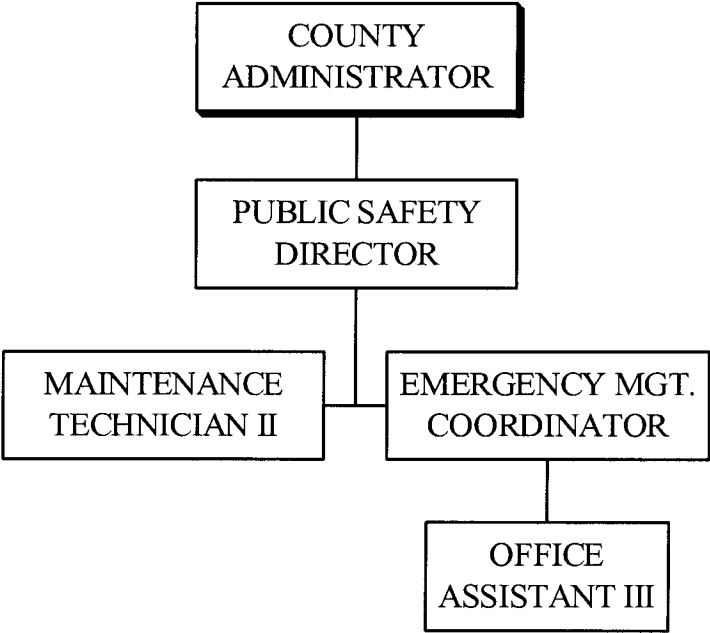 COUNTY
ADMINISTRATOR
PUBLIC SAFETY
DIRECTOR
MAINTENANCE
TECHNICIAN II
EMERGENCY MGT.
COORDINATOR
OFFICE
ASSISTANT III